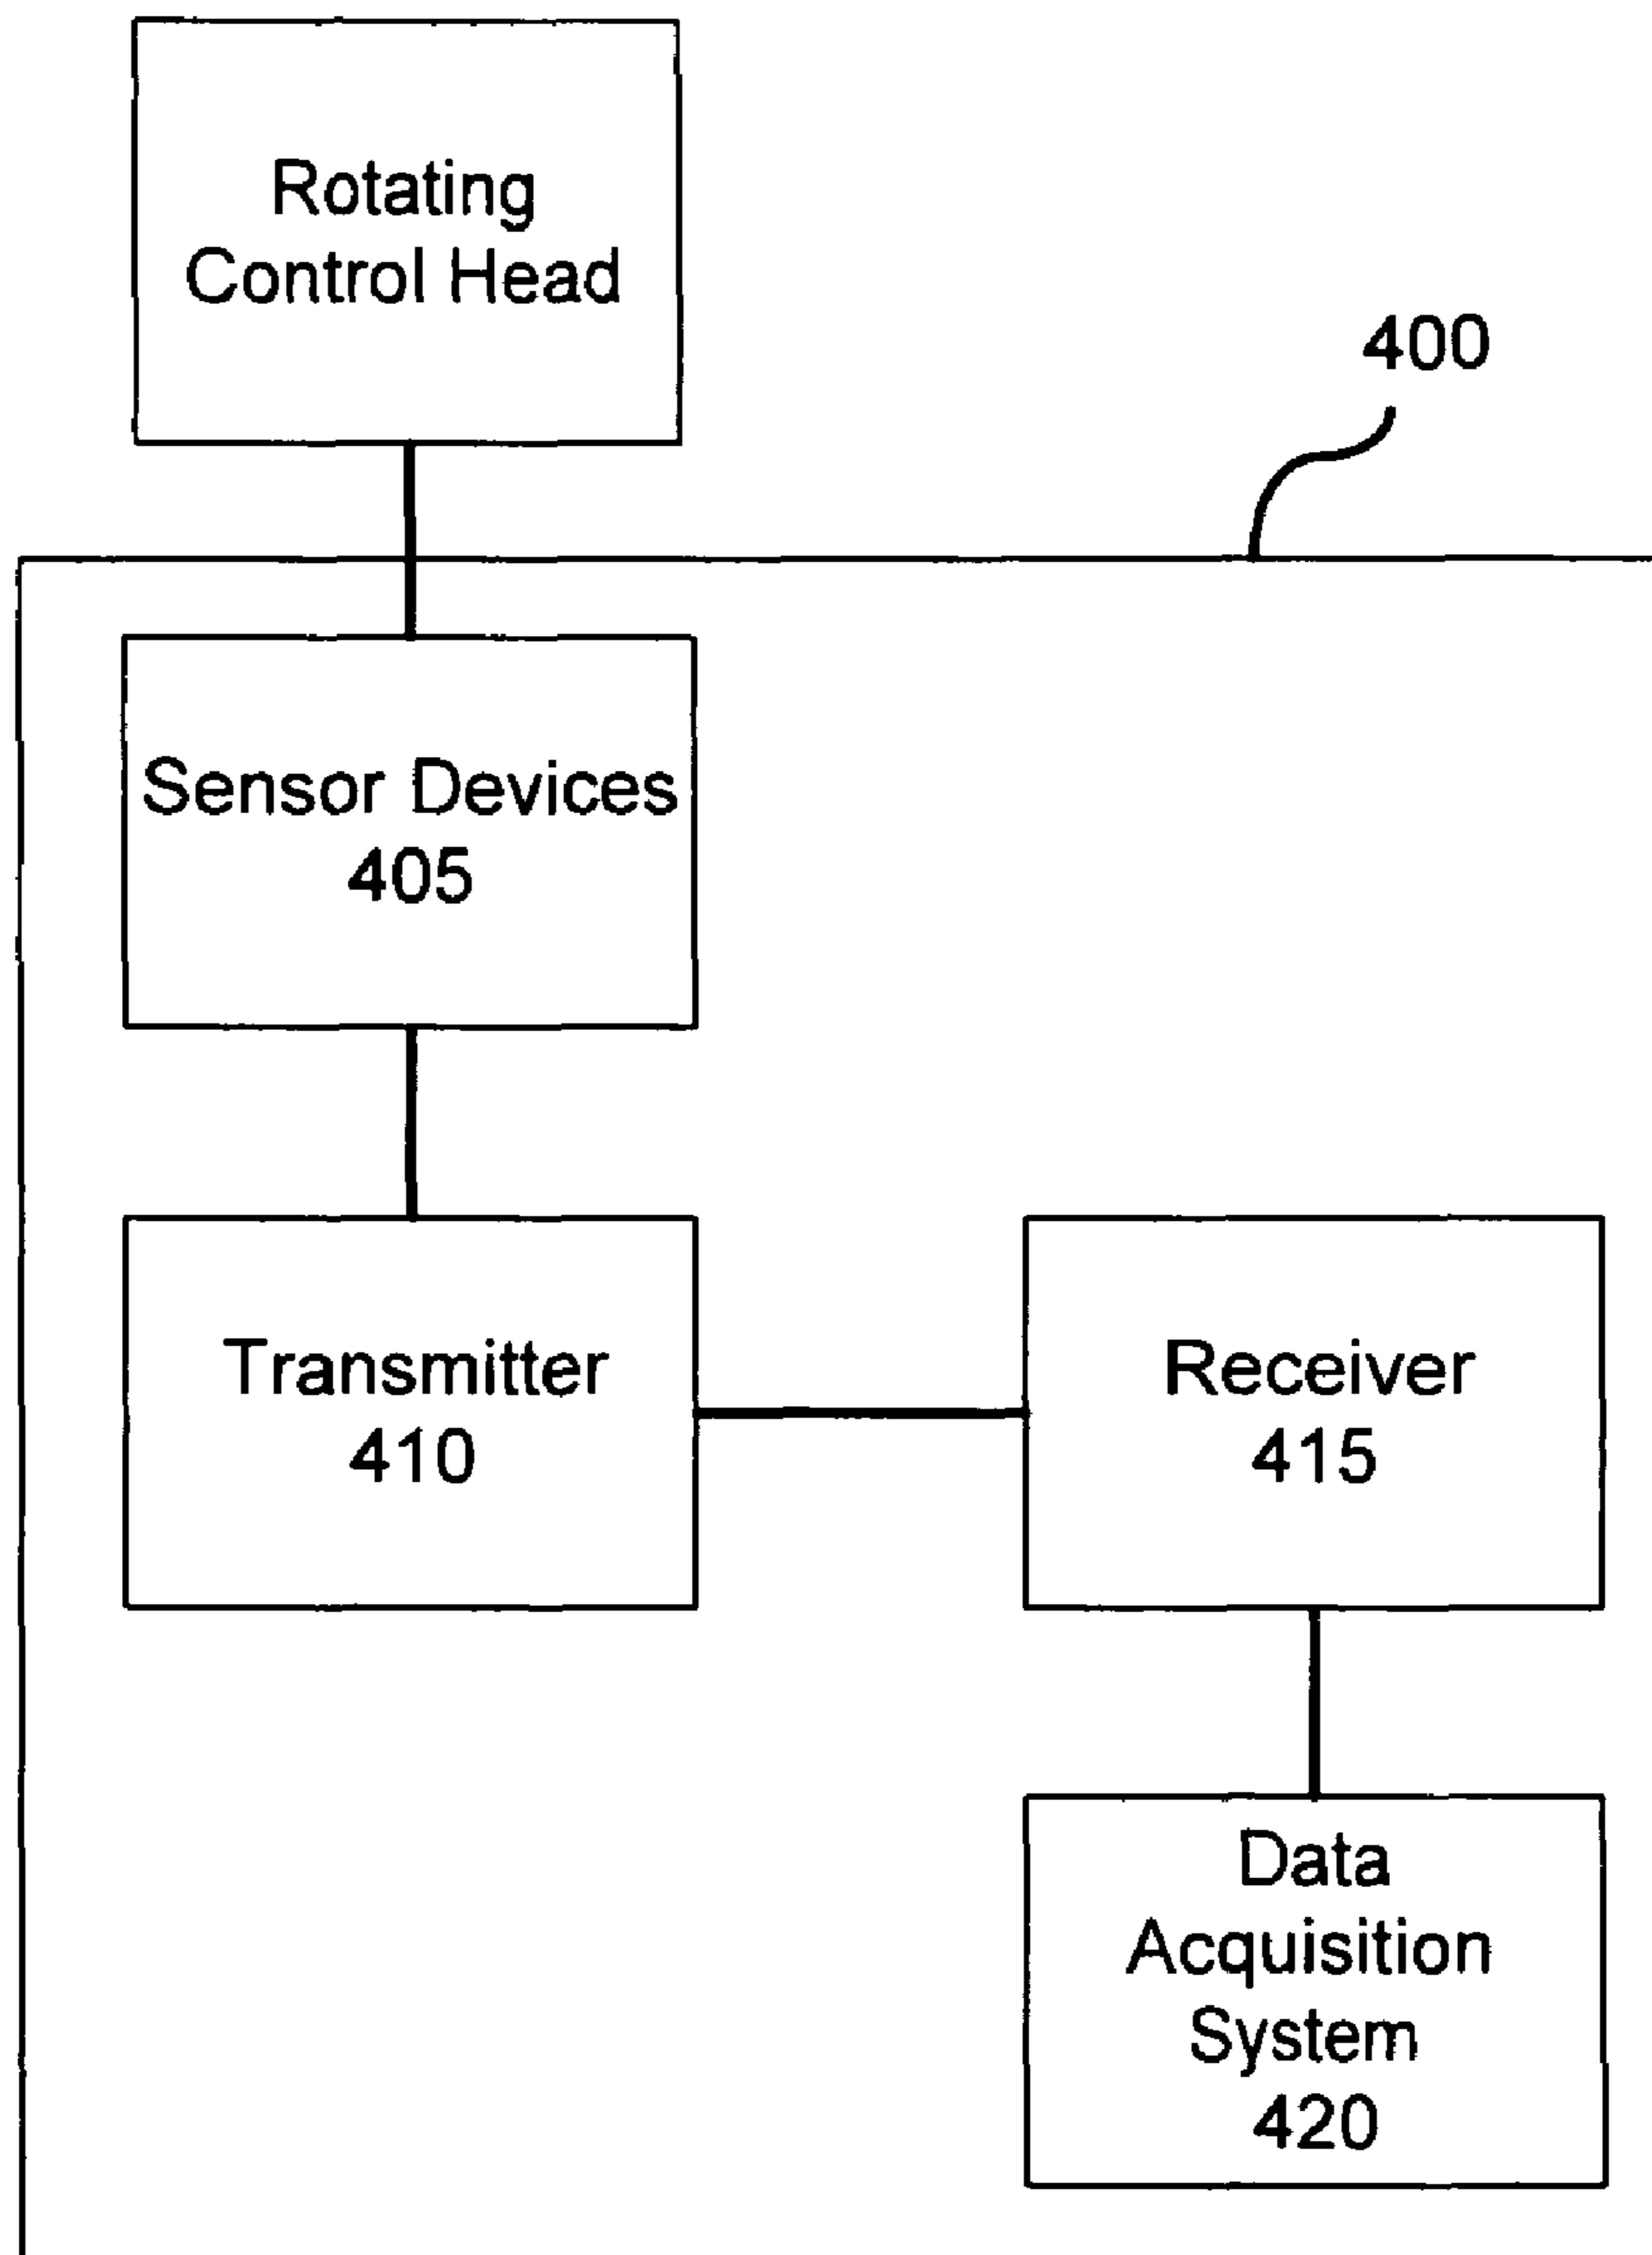 Rotating
Control Head
400
Sensor Devices
405
Transmitter
410
Receiver
415
Data
Acquisition
System
420